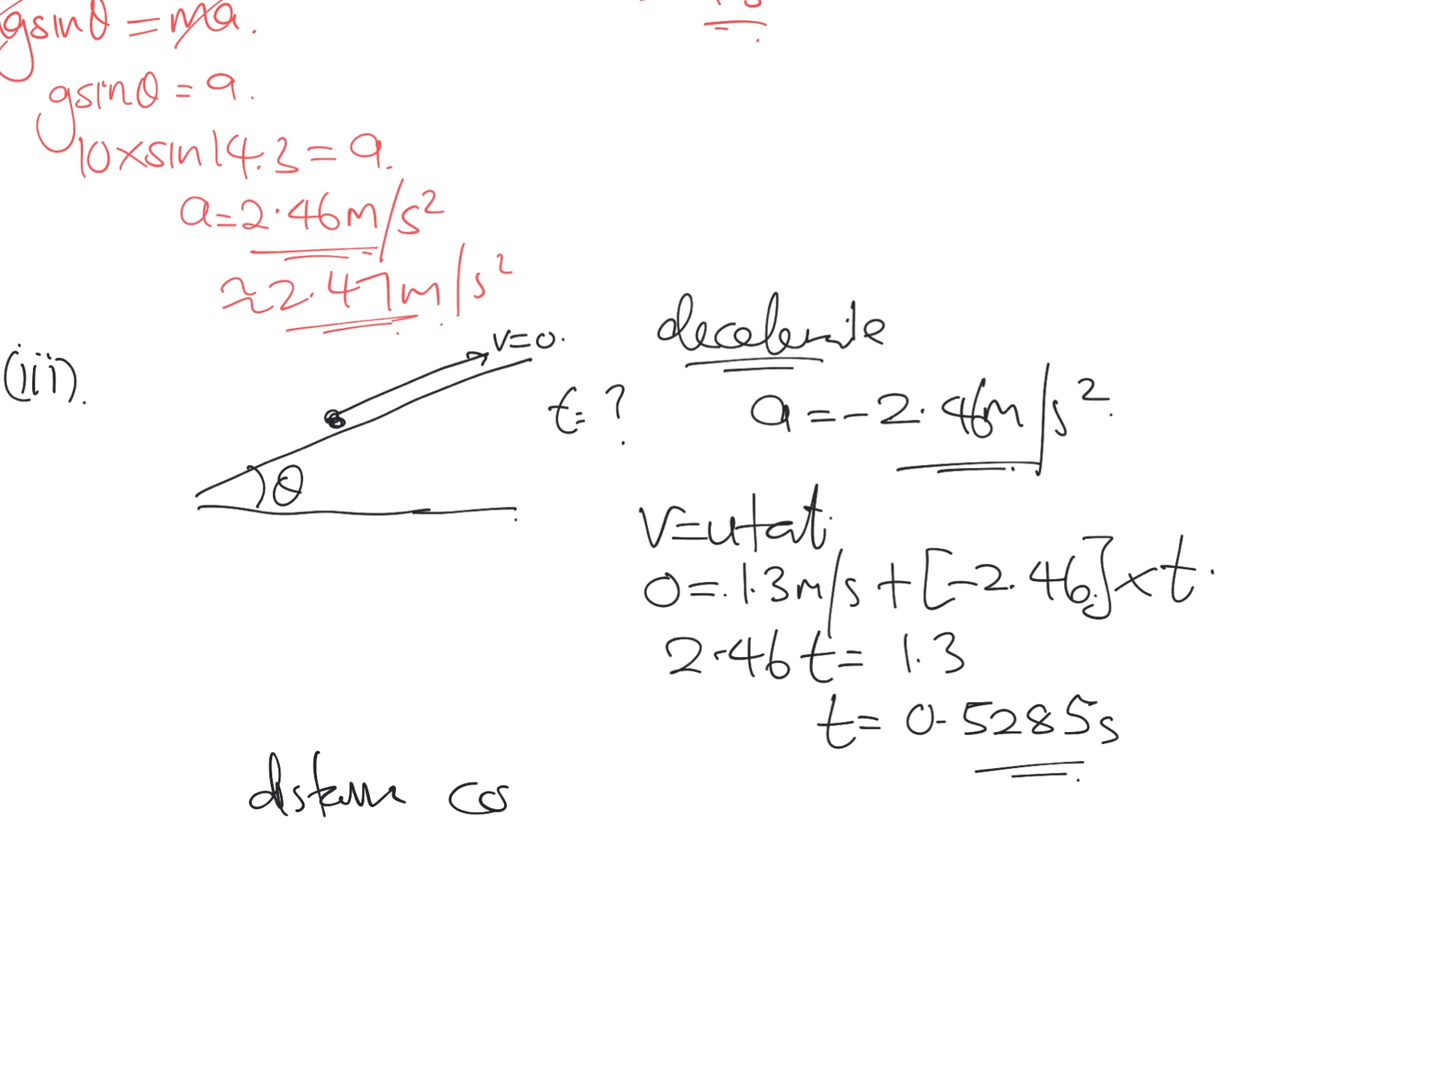 gsinθ = ma.
gsinθ = a.
10×sin14.3 = a.
a=2.46m/s²
≈2.47m/s²
(iii).
v=0.
θ
t=?
decelerate
a=-2.46m/s².
v=u+at.
0=.1.3m/s+[-2.46]×t.
2.46t= 1.3
t= 0.5285s
distance cos